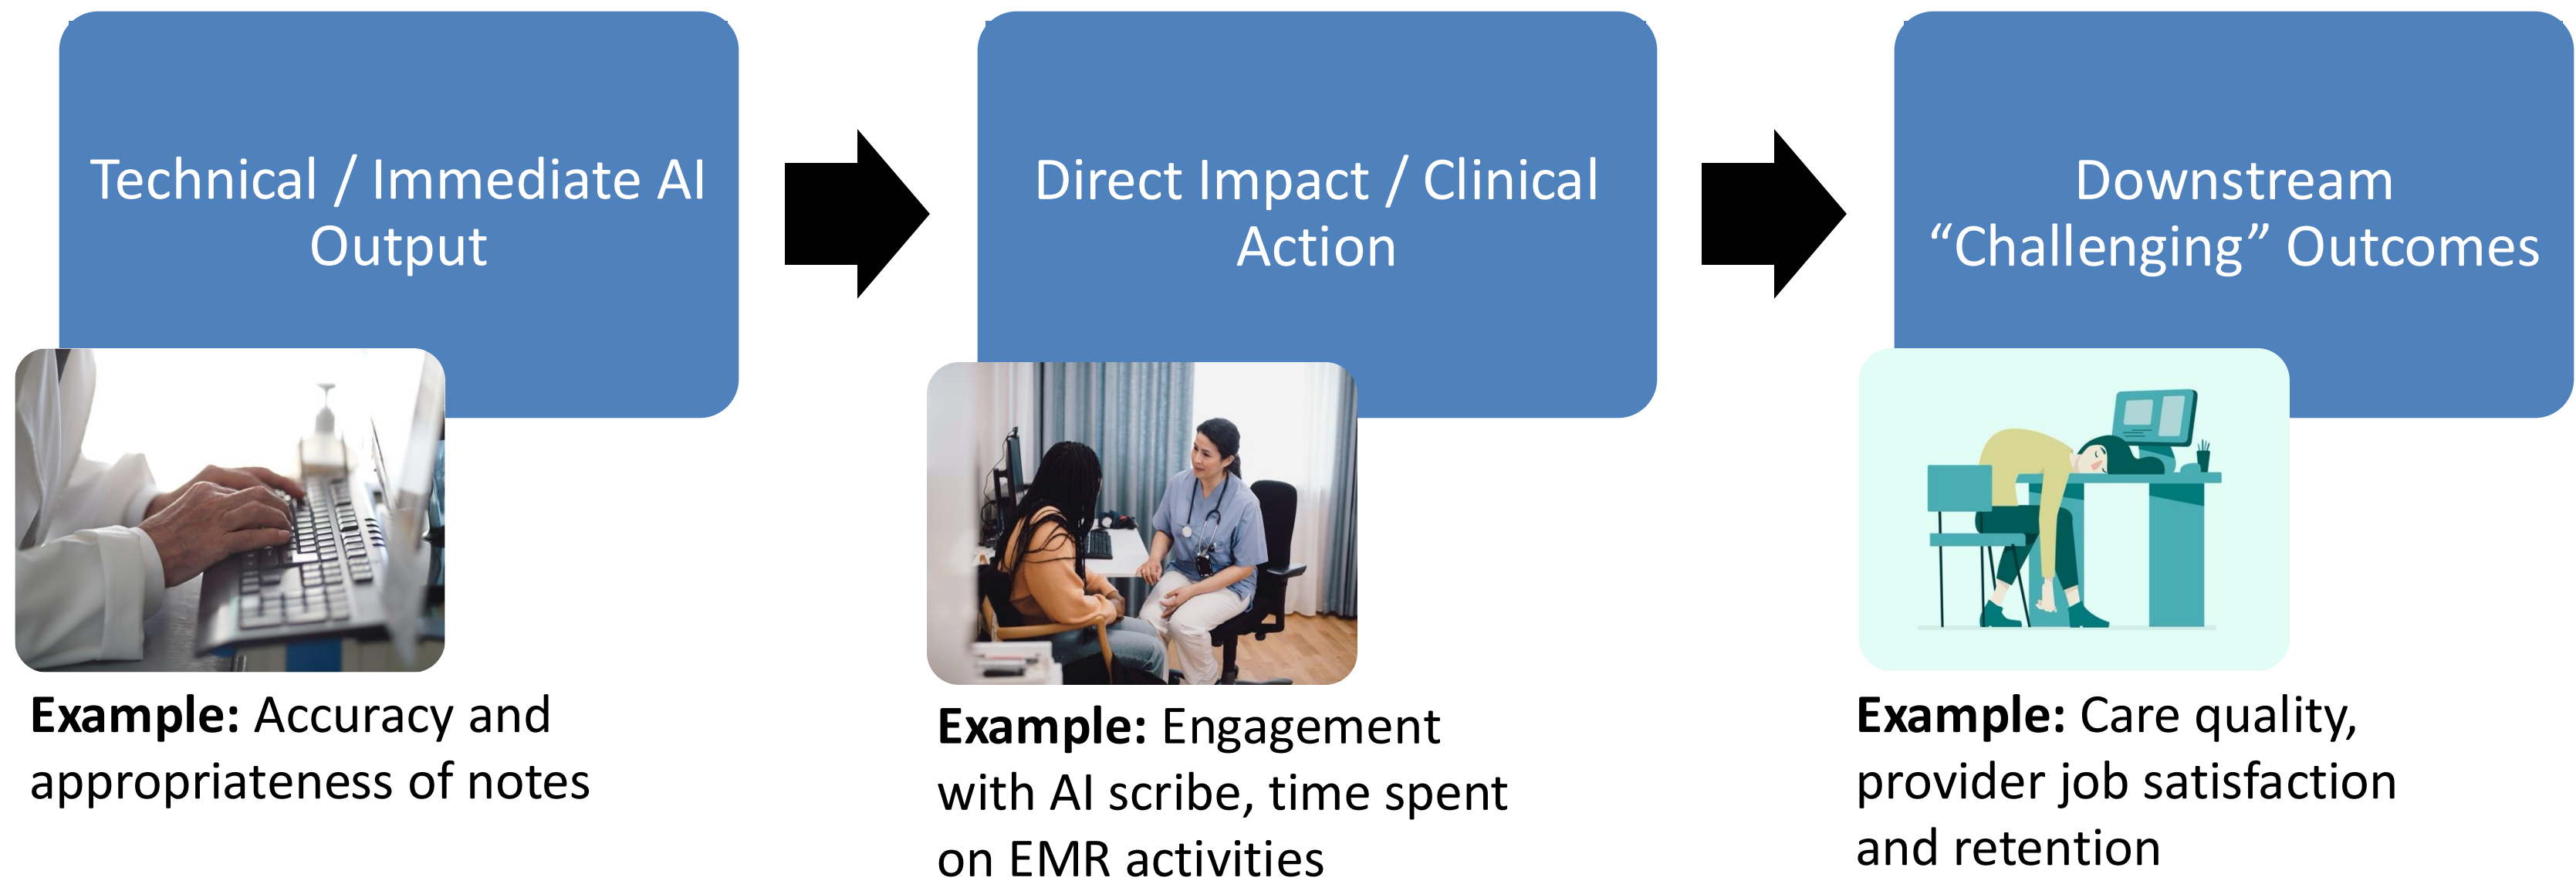 Technical / Immediate AI
Output
Direct Impact / Clinical
Action
Downstream
“Challenging” Outcomes
Example: Accuracy and
appropriateness of notes
Example: Engagement
with AI scribe, time spent
on EMR activities
Example: Care quality,
provider job satisfaction
and retention